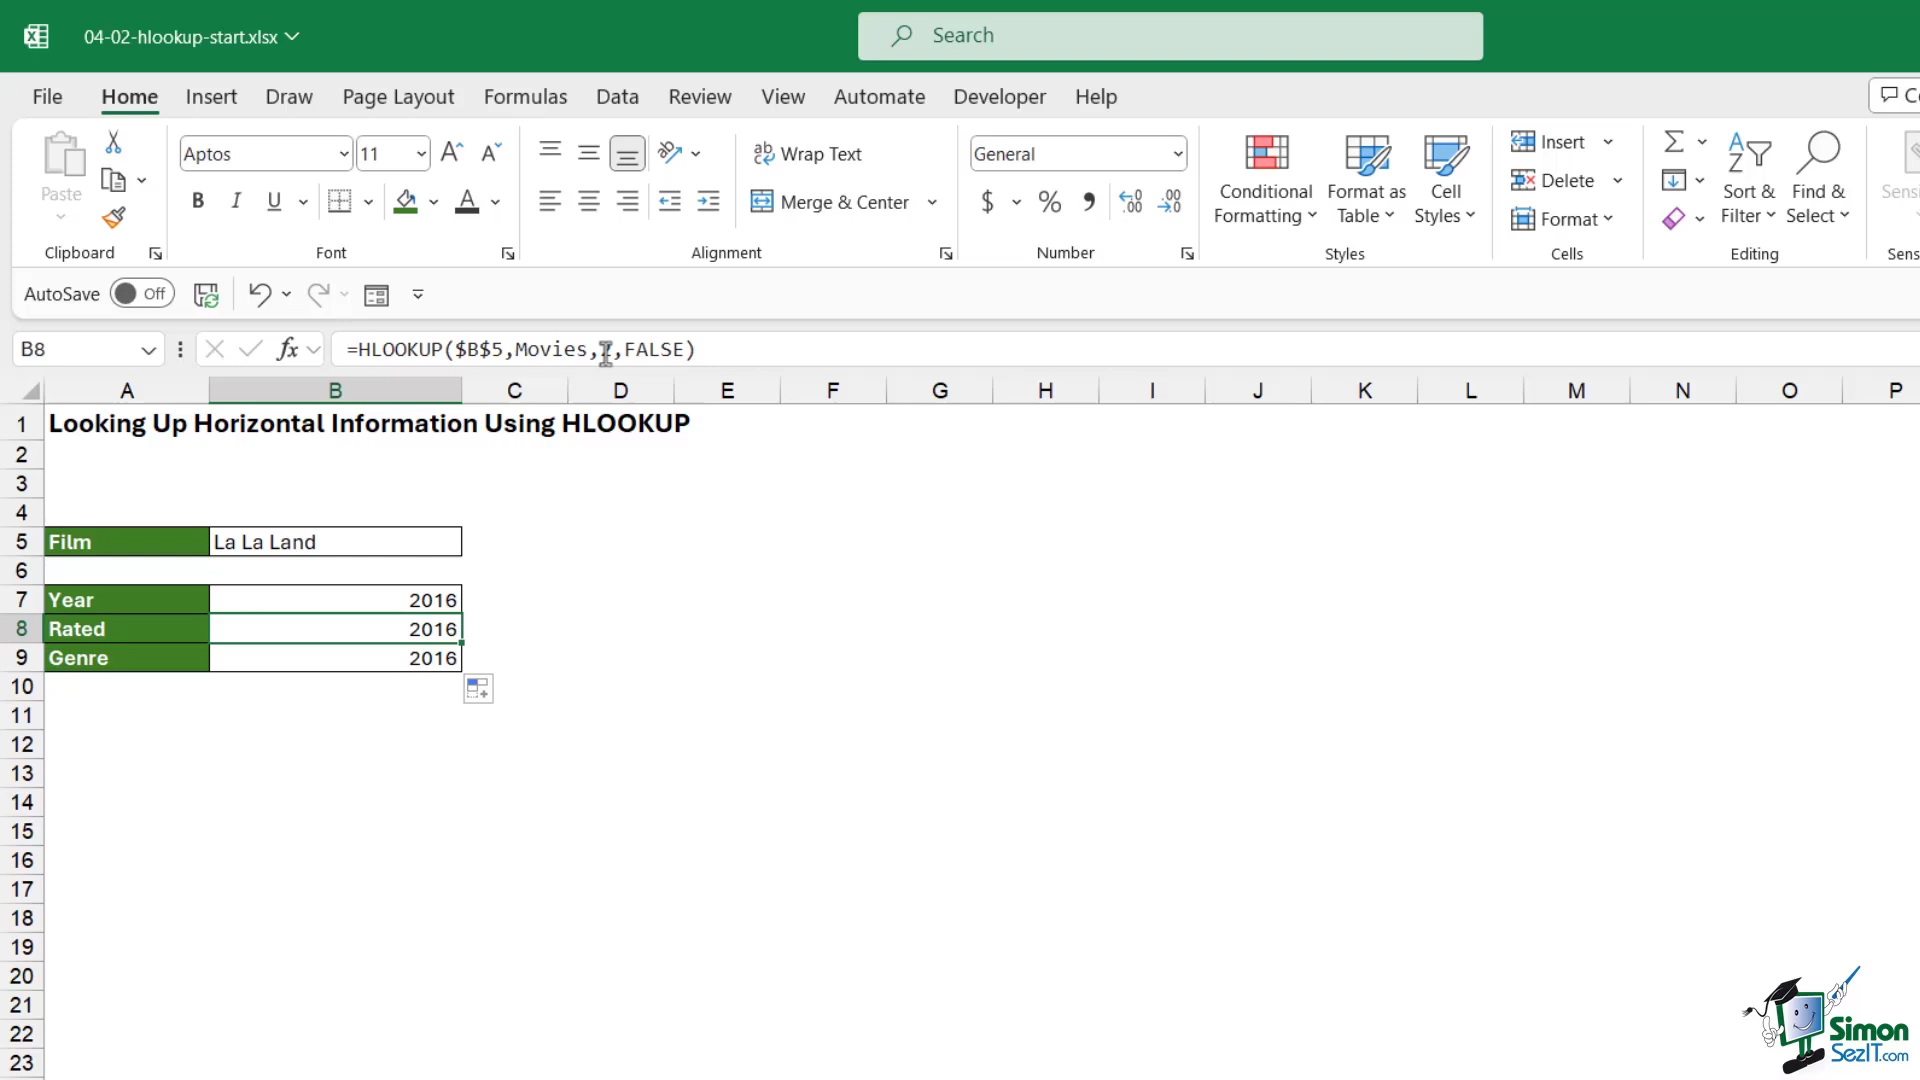 04-02-hlookup-start.xlsx
Search
File Home Insert Draw Page Layout Formulas Data Review View Automate Developer Help
Paste
Clipboard
Aptos 11
B I U A
Font
Wrap Text
Merge & Center
Alignment
General
$ % 9 .00 .00
Number
Conditional Formatting
Format as Table
Cell Styles
Styles
Insert
Delete
Format
Cells
Sort & Filter
Find & Select
Editing
AutoSave Off
B8 fx =HLOOKUP($B$5,Movies,2,FALSE)
A B C D E F G H I J K L M N O P
1 Looking Up Horizontal Information Using HLOOKUP
2
3
4
5 Film La La Land
6
7 Year 2016
8 Rated 2016
9 Genre 2016
10
11
12
13
14
15
16
17
18
19
20
21
22
23
Simon
SezIT.com